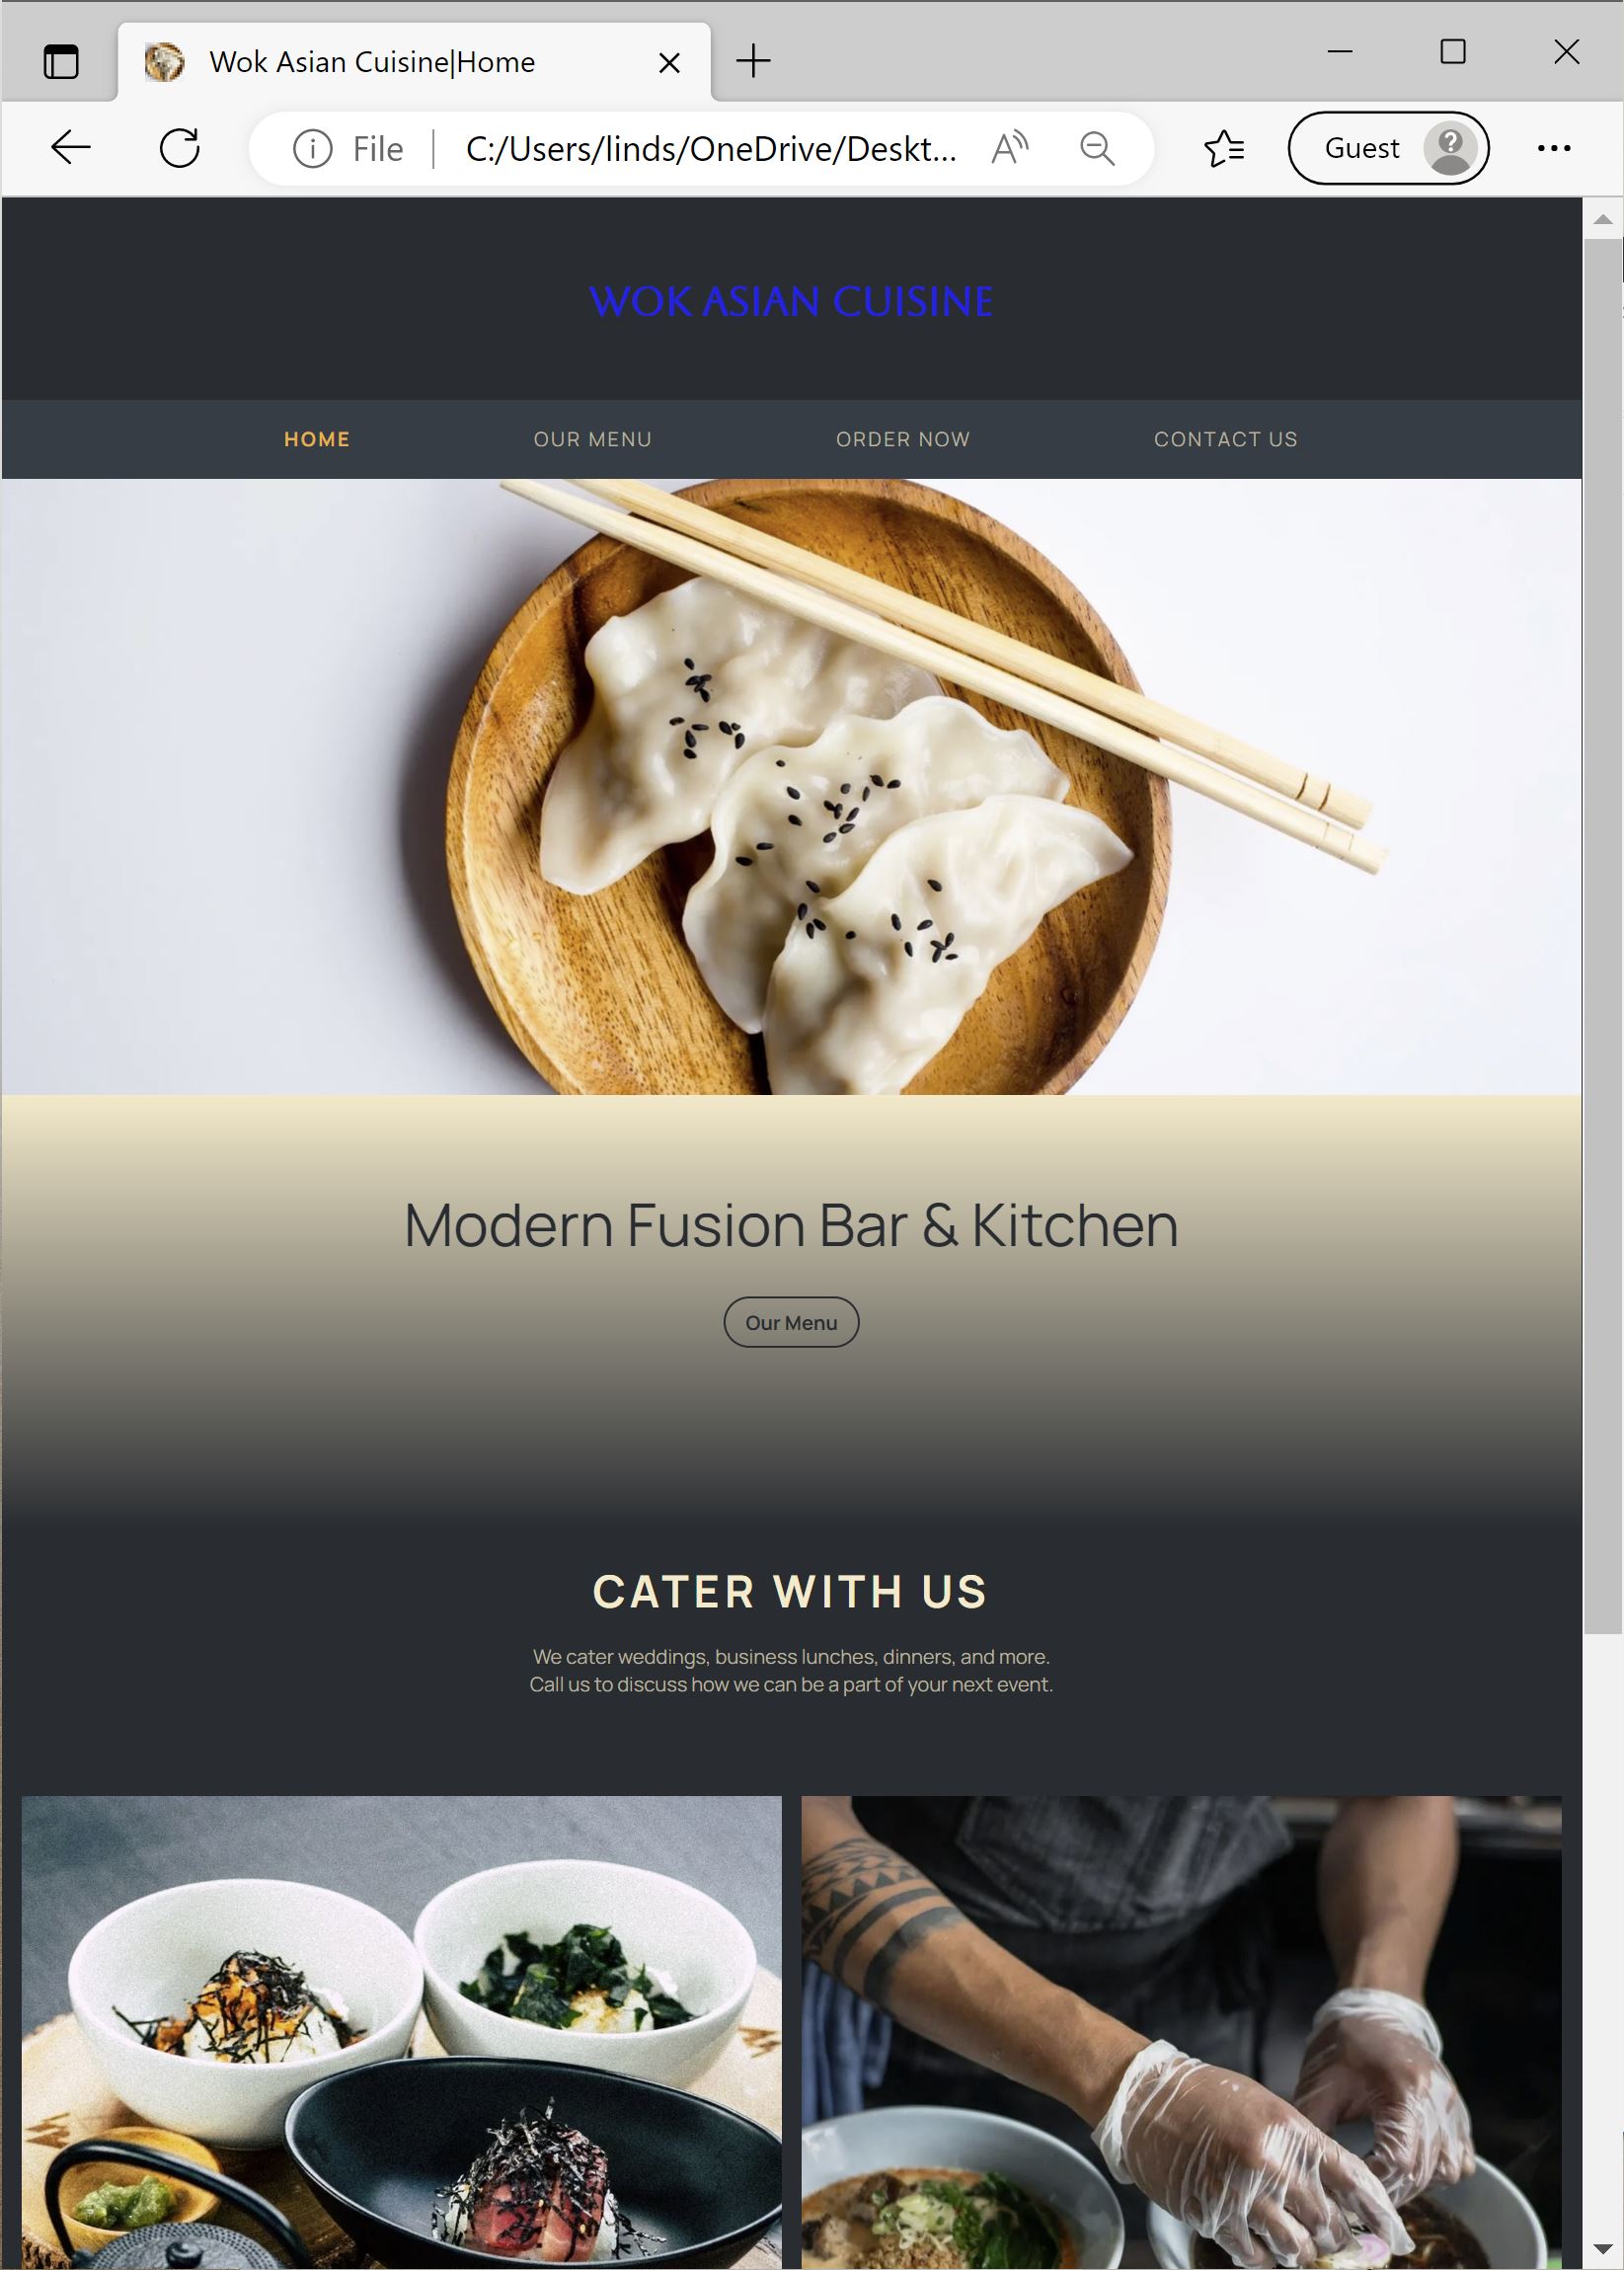 Wok Asian Cuisine|Home
File C:/Users/linds/OneDrive/Deskt... Guest
WOK ASIAN CUISINE
HOME OUR MENU ORDER NOW CONTACT US
Modern Fusion Bar & Kitchen
Our Menu
CATER WITH US
We cater weddings, business lunches, dinners, and more.
Call us to discuss how we can be a part of your next event.